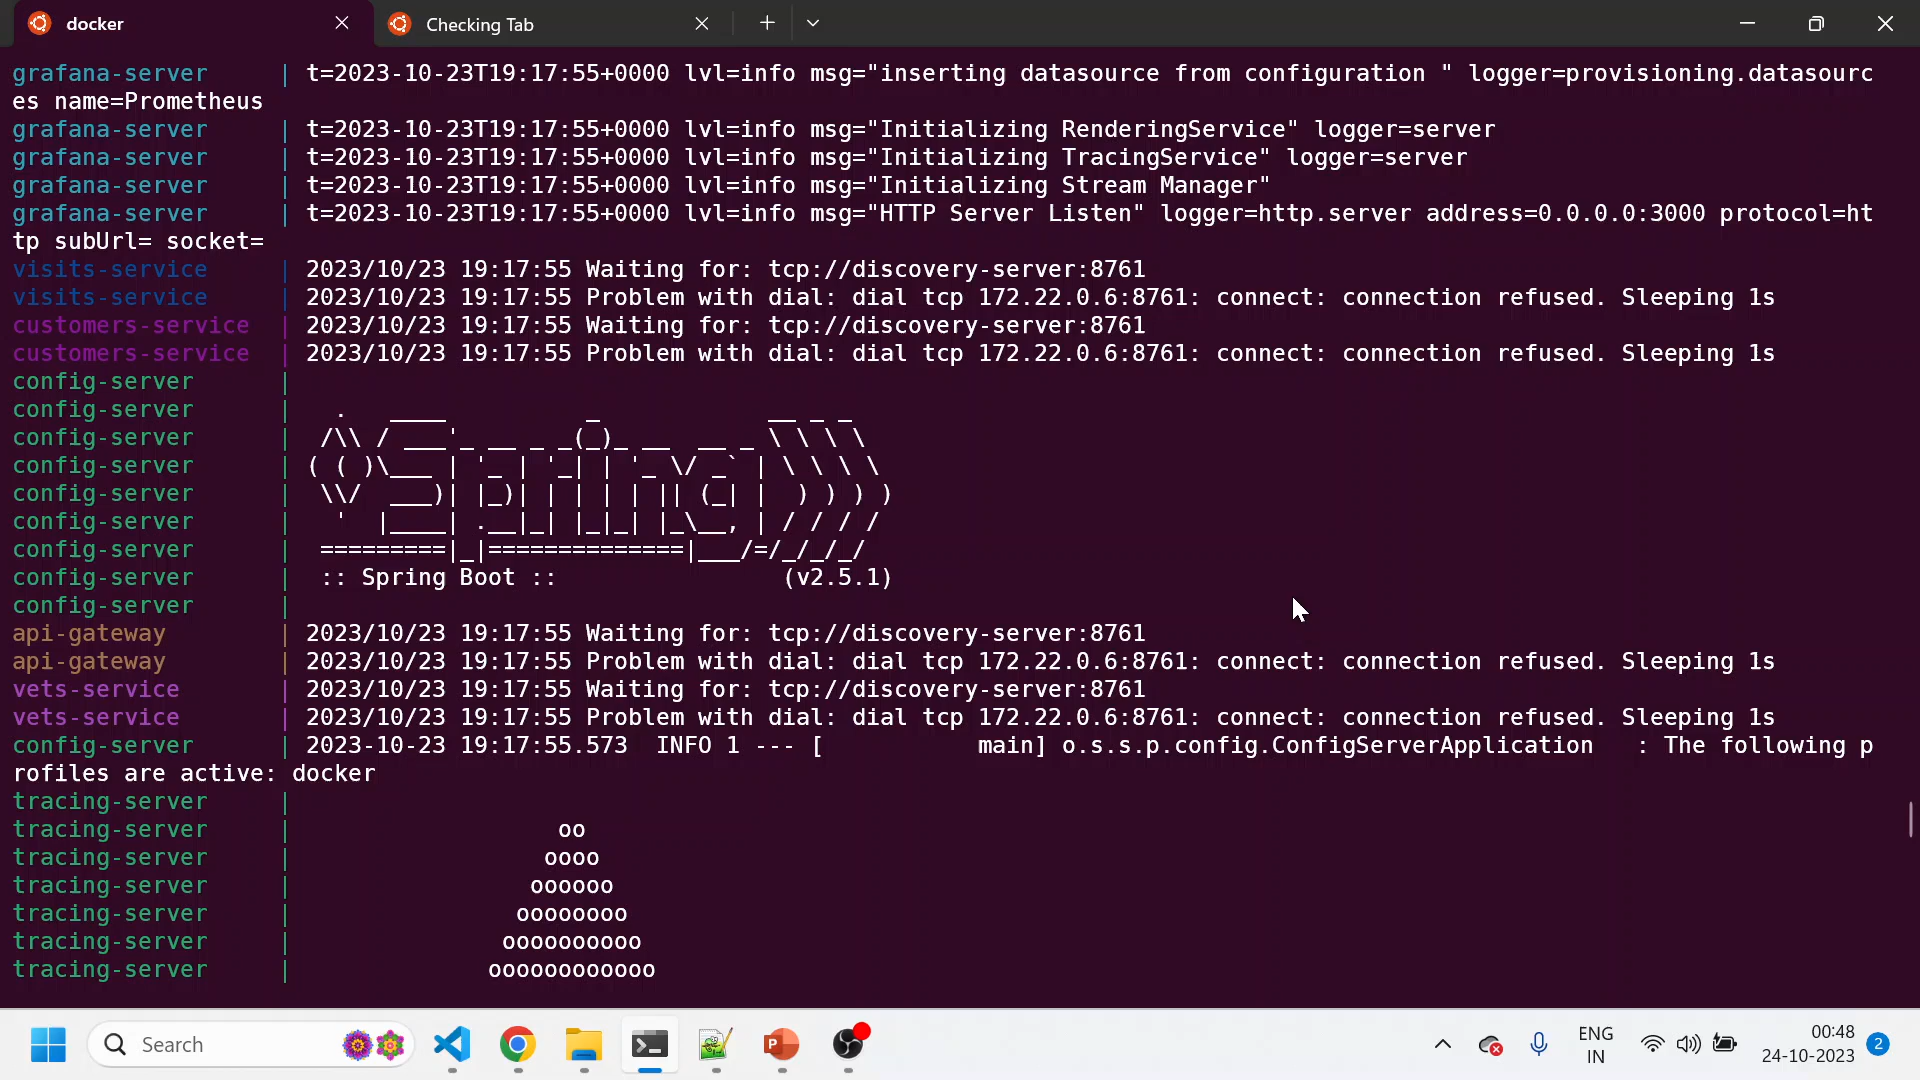 docker
Checking Tab
grafana-server | t=2023-10-23T19:17:55+0000 lvl=info msg="inserting datasource from configuration " logger=provisioning.datasourc
es name=Prometheus
grafana-server | t=2023-10-23T19:17:55+0000 lvl=info msg="Initializing RenderingService" logger=server
grafana-server | t=2023-10-23T19:17:55+0000 lvl=info msg="Initializing TracingService" logger=server
grafana-server | t=2023-10-23T19:17:55+0000 lvl=info msg="Initializing Stream Manager"
grafana-server | t=2023-10-23T19:17:55+0000 lvl=info msg="HTTP Server Listen" logger=http.server address=0.0.0.0:3000 protocol=ht
tp subUrl= socket=
visits-service | 2023/10/23 19:17:55 Waiting for: tcp://discovery-server:8761
visits-service | 2023/10/23 19:17:55 Problem with dial: dial tcp 172.22.0.6:8761: connect: connection refused. Sleeping 1s
customers-service | 2023/10/23 19:17:55 Waiting for: tcp://discovery-server:8761
customers-service | 2023/10/23 19:17:55 Problem with dial: dial tcp 172.22.0.6:8761: connect: connection refused. Sleeping 1s
config-server |
config-server |   .   ____          _            __ _ _
config-server |  /\\ / ___'_ __ _ _(_)_ __  __ _ \ \ \ \
config-server | ( ( )\___ | '_ | '_| | '_ \/ _` | \ \ \ \
config-server |  \\/  ___)| |_)| | | | | || (_| |  ) ) ) )
config-server |   '  |____| .__|_| |_|_| |_\__, | / / / /
config-server |  =========|_|==============|___/=/_/_/_/
config-server |  :: Spring Boot ::                (v2.5.1)
config-server |
api-gateway | 2023/10/23 19:17:55 Waiting for: tcp://discovery-server:8761
api-gateway | 2023/10/23 19:17:55 Problem with dial: dial tcp 172.22.0.6:8761: connect: connection refused. Sleeping 1s
vets-service | 2023/10/23 19:17:55 Waiting for: tcp://discovery-server:8761
vets-service | 2023/10/23 19:17:55 Problem with dial: dial tcp 172.22.0.6:8761: connect: connection refused. Sleeping 1s
config-server | 2023-10-23 19:17:55.573  INFO 1 --- [           main] o.s.s.p.config.ConfigServerApplication   : The following p
rofiles are active: docker
tracing-server |
tracing-server |                   oo
tracing-server |                  oooo
tracing-server |                 oooooo
tracing-server |                oooooooo
tracing-server |               oooooooooo
tracing-server |              oooooooooooo
Search
ENG
IN
00:48
24-10-2023
2